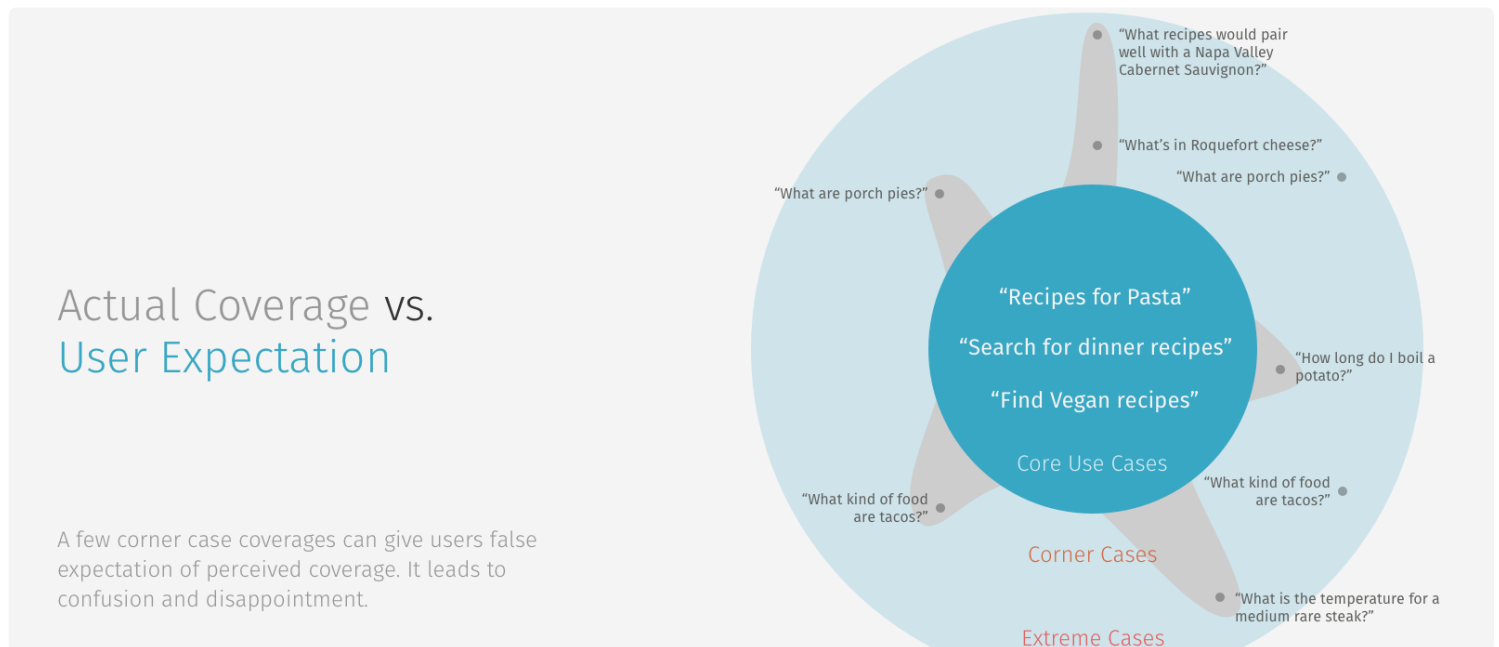 Actual Coverage vs.
User Expectation
A few corner case coverages can give users false
expectation of perceived coverage. It leads to
confusion and disappointment.
“What recipes would pair
well with a Napa Valley
Cabernet Sauvignon?”
“What’s in Roquefort cheese?”
“What are porch pies?”
“What are porch pies?”
“Recipes for Pasta”
“Search for dinner recipes”
“Find Vegan recipes”
Core Use Cases
“How long do I boil a
potato?”
“What kind of food
are tacos?”
“What kind of food
are tacos?”
Corner Cases
“What is the temperature for a
medium rare steak?”
Extreme Cases